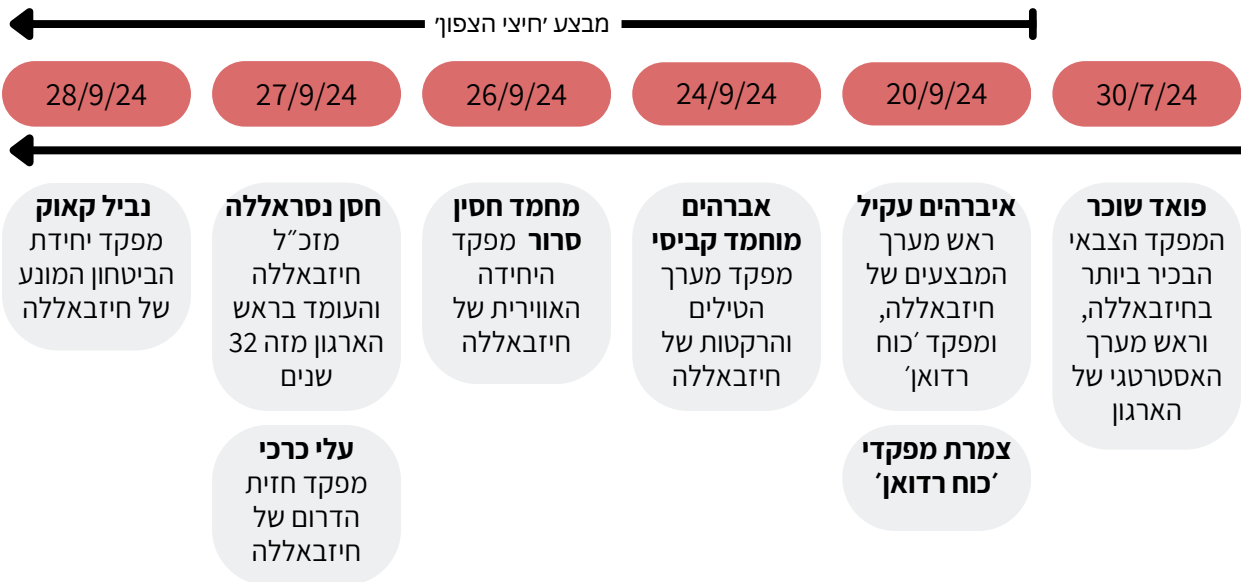 מבצע ׳חיצי הצפון׳
30/7/24
20/9/24
24/9/24
26/9/24
27/9/24
28/9/24
פואד שוכר
המפקד הצבאי
הבכיר ביותר
בחיזבאללה,
וראש מערך
האסטרטגי של
הארגון
איברהים עקיל
ראש מערך
המבצעים של
חיזבאללה,
ומפקד ׳כוח
רדואן׳
צמרת מפקדי
׳כוח רדואן׳
אברהים
מוחמד קביסי
מפקד מערך
הטילים
והרקטות של
חיזבאללה
מחמד חסין
סרור מפקד
היחידה
האווירית של
חיזבאללה
חסן נסראללה
מזכ״ל
חיזבאללה
והעומד בראש
הארגון מזה 32
שנים
עלי כרכי
מפקד חזית
הדרום של
חיזבאללה
נביל קאוק
מפקד יחידת
הביטחון המונע
של חיזבאללה